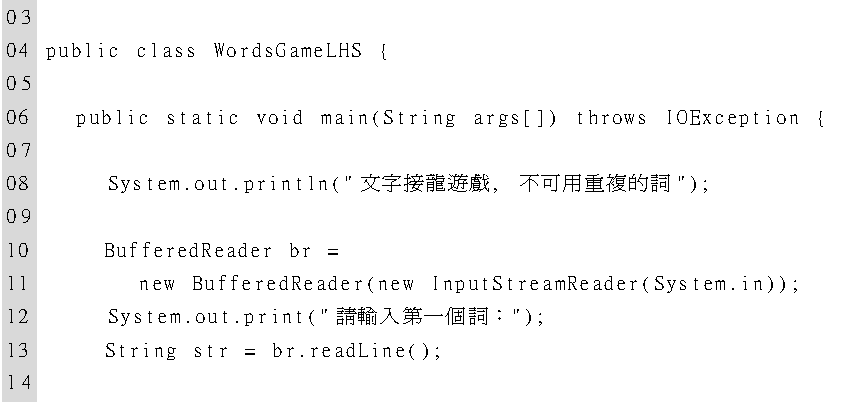 03
04 public class WordsGameLHS {
05
06   public static void main(String args[]) throws IOException {
07
08     System.out.println("文字接龍遊戲, 不可用重複的詞");
09
10     BufferedReader br =
11       new BufferedReader(new InputStreamReader(System.in));
12     System.out.print("請輸入第一個詞：");
13     String str = br.readLine();
14